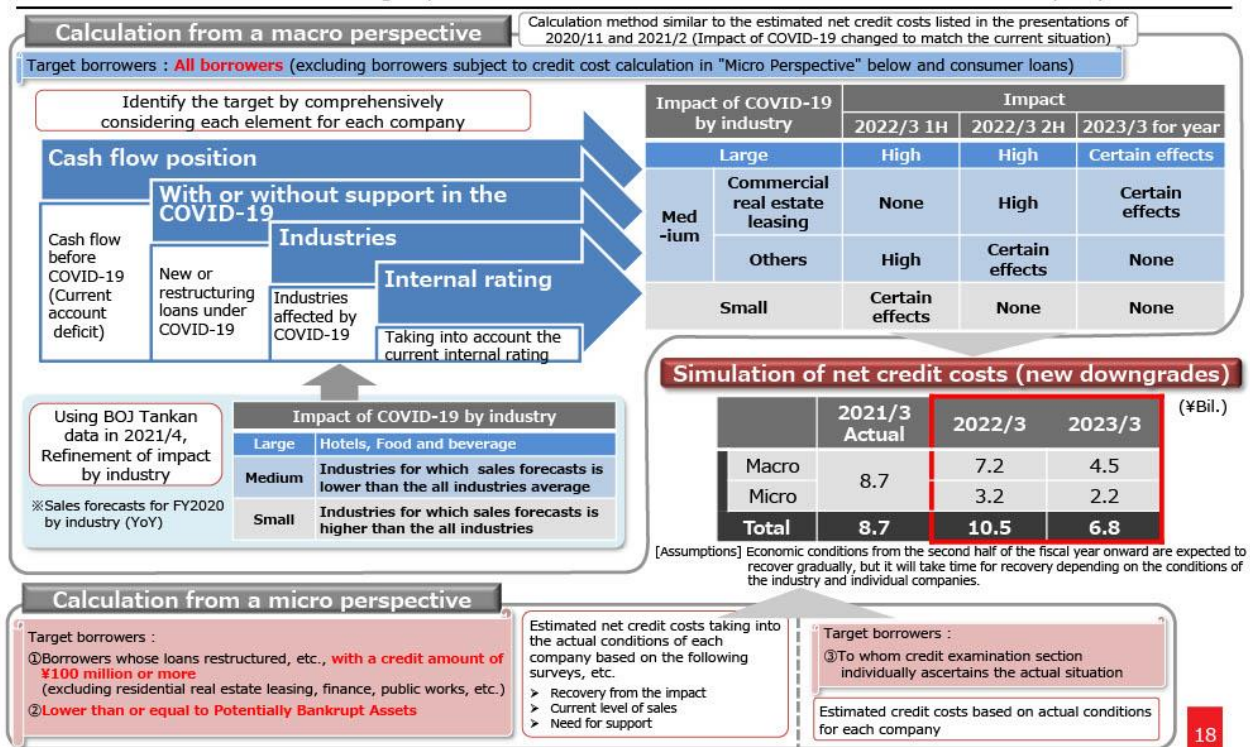 Calculation from a macro perspective
Calculation method similar to the estimated net credit costs listed in the presentations of
2020/11 and 2021/2 (Impact of COVID-19 changed to match the current situation)
Target borrowers : All borrowers (excluding borrowers subject to credit cost calculation in "Micro Perspective" below and consumer loans)
Identify the target by comprehensively
considering each element for each company
Cash flow position
With or without support in the
COVID-19
Industries
Internal rating
Cash flow
before
COVID-19
(Current
account
deficit)
New or
restructuring
loans under
COVID-19
Industries
affected by
COVID-19
Taking into account the
current internal rating
Impact of COVID-19
by industry
Impact
2022/3 1H
2022/3 2H
2023/3 for year
Large
High
High
Certain effects
Med
-ium
Commercial
real estate
leasing
None
High
Certain
effects
Others
High
Certain
effects
None
Small
Certain
effects
None
None
Using BOJ Tankan
data in 2021/4,
Refinement of impact
by industry
※Sales forecasts for FY2020
by industry (YoY)
Impact of COVID-19 by industry
Large
Hotels, Food and beverage
Medium
Industries for which sales forecasts is
lower than the all industries average
Small
Industries for which sales forecasts is
higher than the all industries
Simulation of net credit costs (new downgrades)
(¥Bil.)
2021/3
Actual
2022/3
2023/3
Macro
8.7
7.2
4.5
Micro
3.2
2.2
Total
8.7
10.5
6.8
[Assumptions] Economic conditions from the second half of the fiscal year onward are expected to
recover gradually, but it will take time for recovery depending on the conditions of
the industry and individual companies.
Calculation from a micro perspective
Target borrowers :
①Borrowers whose loans restructured, etc., with a credit amount of
¥100 million or more
(excluding residential real estate leasing, finance, public works, etc.)
②Lower than or equal to Potentially Bankrupt Assets
Estimated net credit costs taking into
the actual conditions of each
company based on the following
surveys, etc.
➢ Recovery from the impact
➢ Current level of sales
➢ Need for support
Target borrowers :
③To whom credit examination section
individually ascertains the actual situation
Estimated credit costs based on actual conditions
for each company
18